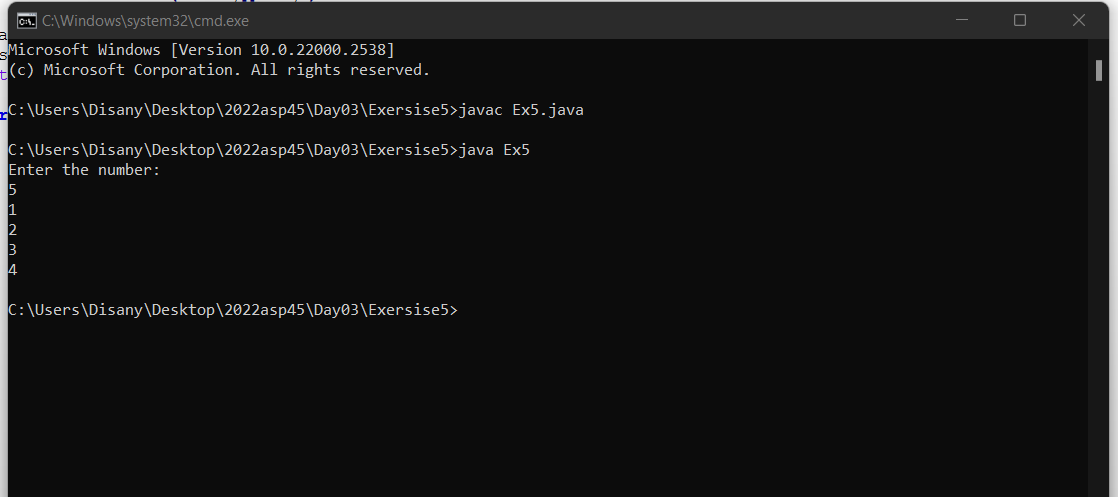 C:\Windows\system32\cmd.exe
Microsoft Windows [Version 10.0.22000.2538]
(c) Microsoft Corporation. All rights reserved.
C:\Users\Disany\Desktop\2022asp45\Day03\Exersise5>javac Ex5.java
C:\Users\Disany\Desktop\2022asp45\Day03\Exersise5>java Ex5
Enter the number:
5
1
2
3
4
C:\Users\Disany\Desktop\2022asp45\Day03\Exersise5>